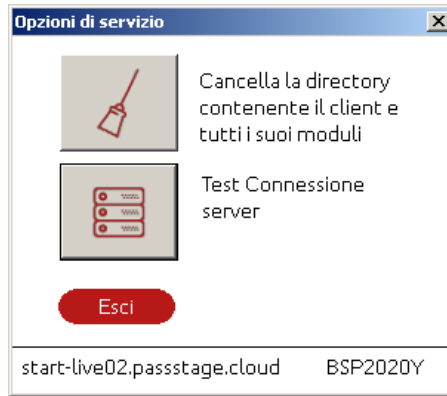 Opzioni di servizio
Cancella la directory
contenente il client e
tutti i suoi moduli
Test Connessione
server
Esci
start-live02.passstage.cloud BSP2020Y